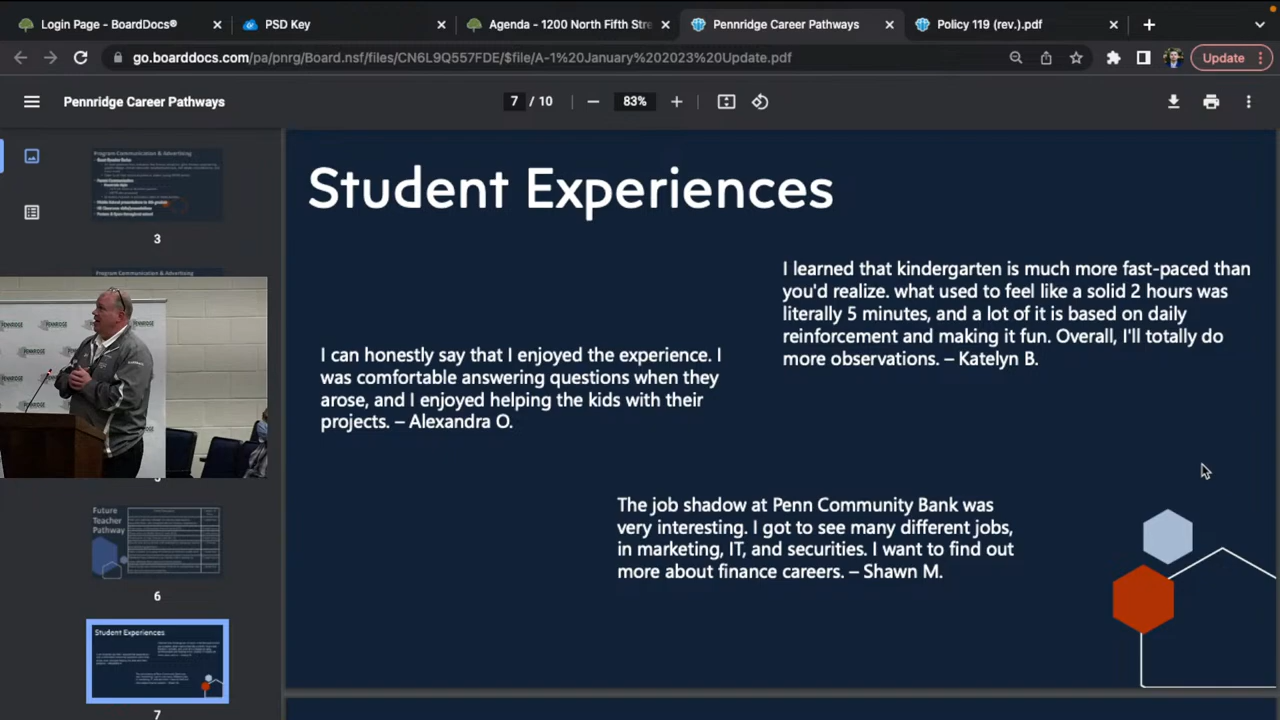 Login Page - BoardDocs®
PSD Key
Agenda - 1200 North Fifth Stre
Pennridge Career Pathways
Policy 119 (rev.).pdf
go.boarddocs.com/pa/pnrg/Board.nsf/files/CN6L9Q557FDE/$file/A-1%20January%202023%20Update.pdf
Update
Pennridge Career Pathways
7 / 10
83%
Program Communication & Advertising
3
Program Communication & Advertising
Future
Teacher
Pathway
6
Student Experiences
7
Student Experiences
I learned that kindergarten is much more fast-paced than
you'd realize. what used to feel like a solid 2 hours was
literally 5 minutes, and a lot of it is based on daily
reinforcement and making it fun. Overall, I'll totally do
more observations. – Katelyn B.
I can honestly say that I enjoyed the experience. I
was comfortable answering questions when they
arose, and I enjoyed helping the kids with their
projects. – Alexandra O.
The job shadow at Penn Community Bank was
very interesting. I got to see many different jobs,
in marketing, IT, and securities. I want to find out
more about finance careers. – Shawn M.
PENNRIDGE